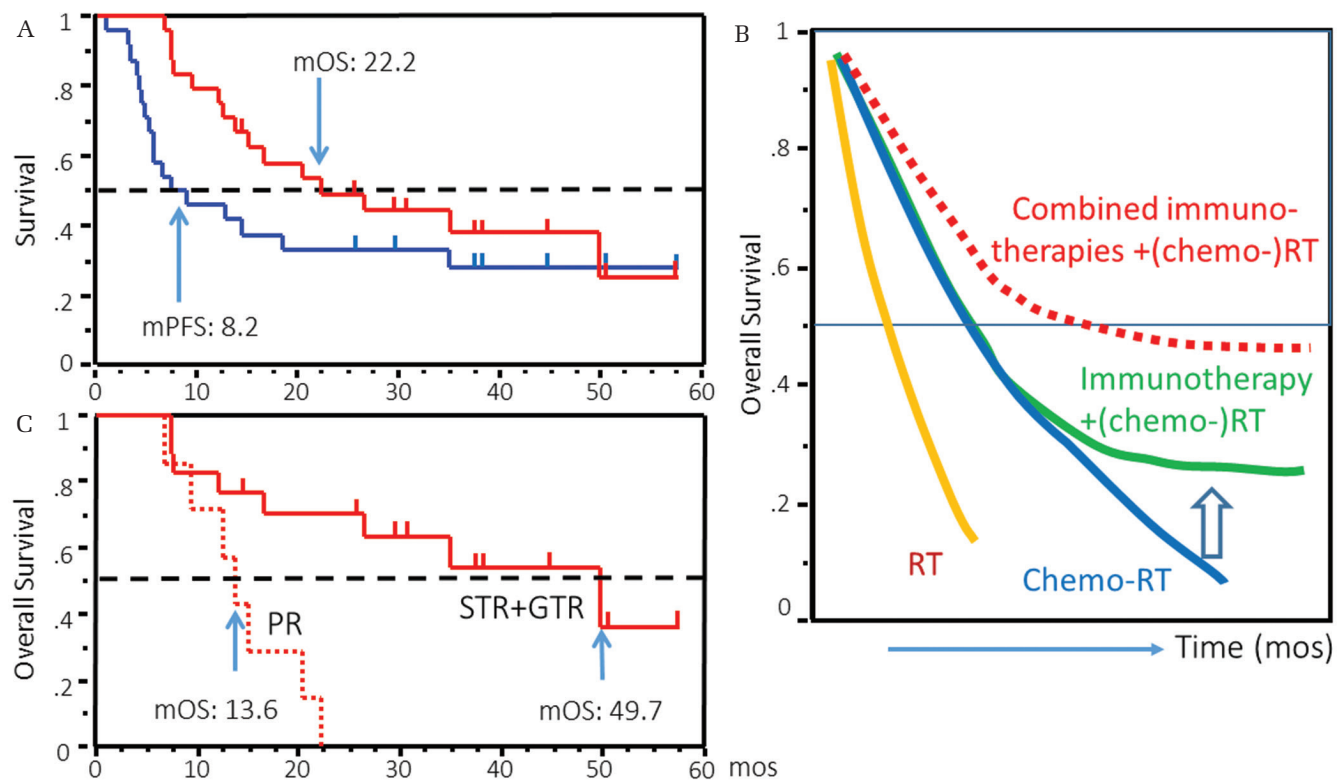 A
Survival
1
.8
.6
.4
.2
0
mOS: 22.2
mPFS: 8.2
0 10 20 30 40 50 60
B
Overall Survival
1
.8
.6
.4
.2
0
Combined immuno-
therapies +(chemo-)RT
Immunotherapy
+(chemo-)RT
RT
Chemo-RT
Time (mos)
C
Overall Survival
1
.8
.6
.4
.2
0
PR
STR+GTR
mOS: 13.6
mOS: 49.7
0 10 20 30 40 50 60 mos